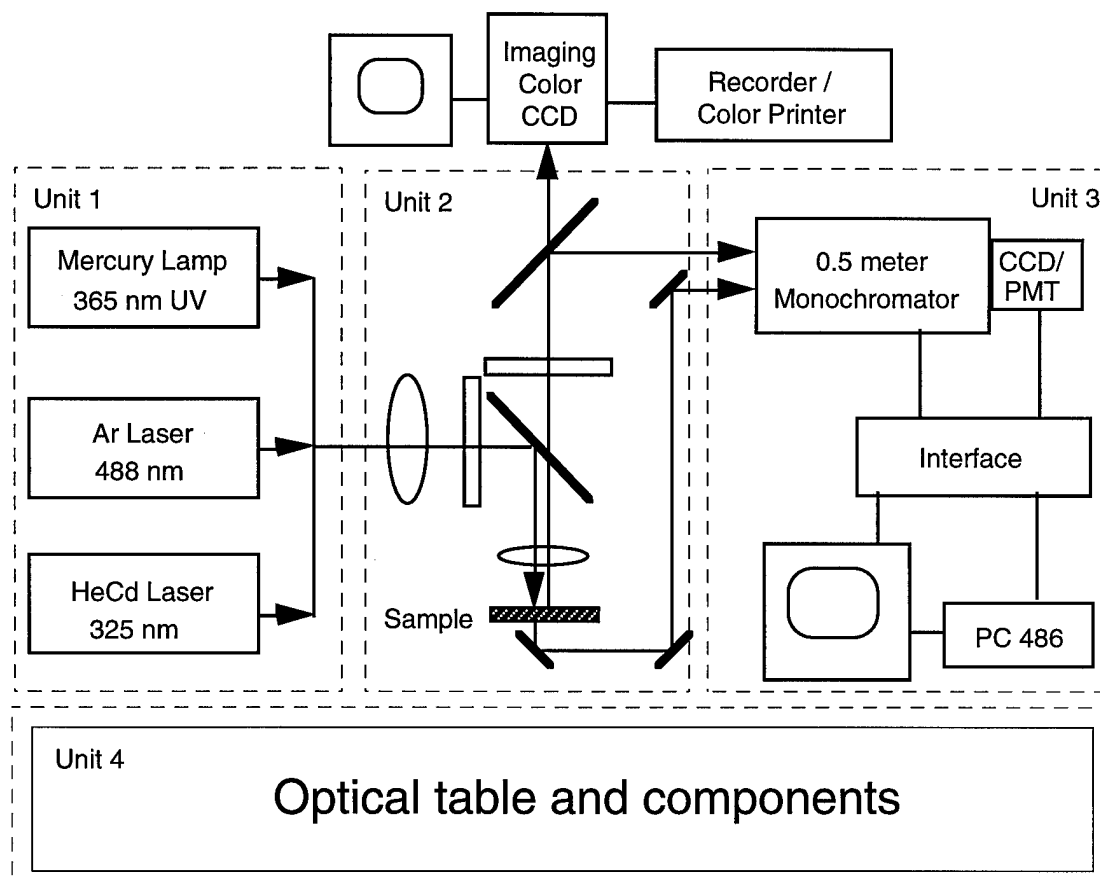 Imaging
Color
CCD
Recorder /
Color Printer
Unit 1
Mercury Lamp
365 nm UV
Ar Laser
488 nm
HeCd Laser
325 nm
Unit 2
Sample
Unit 3
0.5 meter
Monochromator
CCD/
PMT
Interface
PC 486
Unit 4
Optical table and components